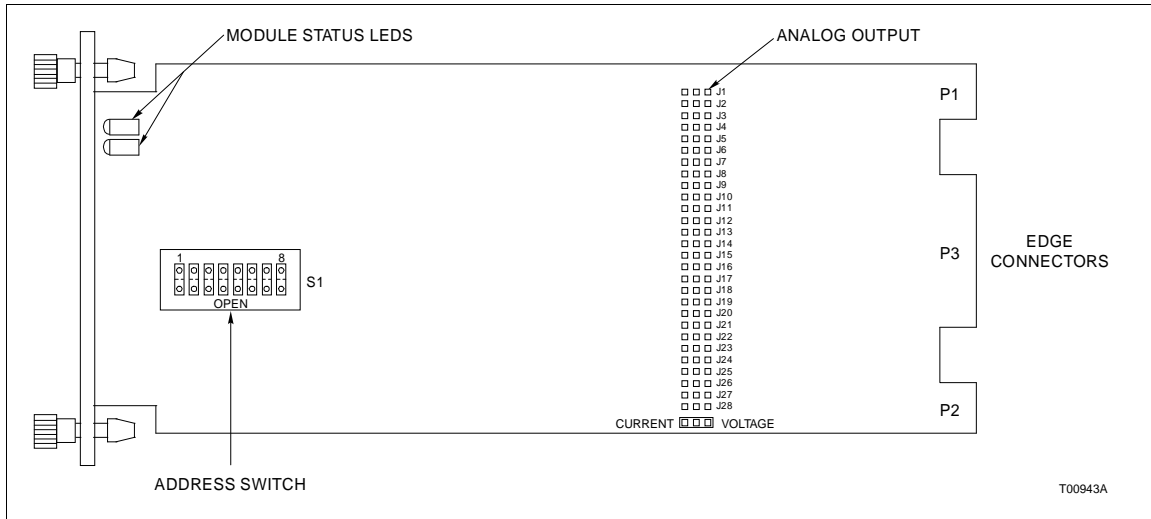 MODULE STATUS LEDS
ANALOG OUTPUT
J1
J2
J3
J4
J5
J6
J7
J8
J9
J10
J11
J12
J13
J14
J15
J16
J17
J18
J19
J20
J21
J22
J23
J24
J25
J26
J27
J28
CURRENT VOLTAGE
P1
P3
P2
EDGE
CONNECTORS
1 8
S1
OPEN
ADDRESS SWITCH
T00943A